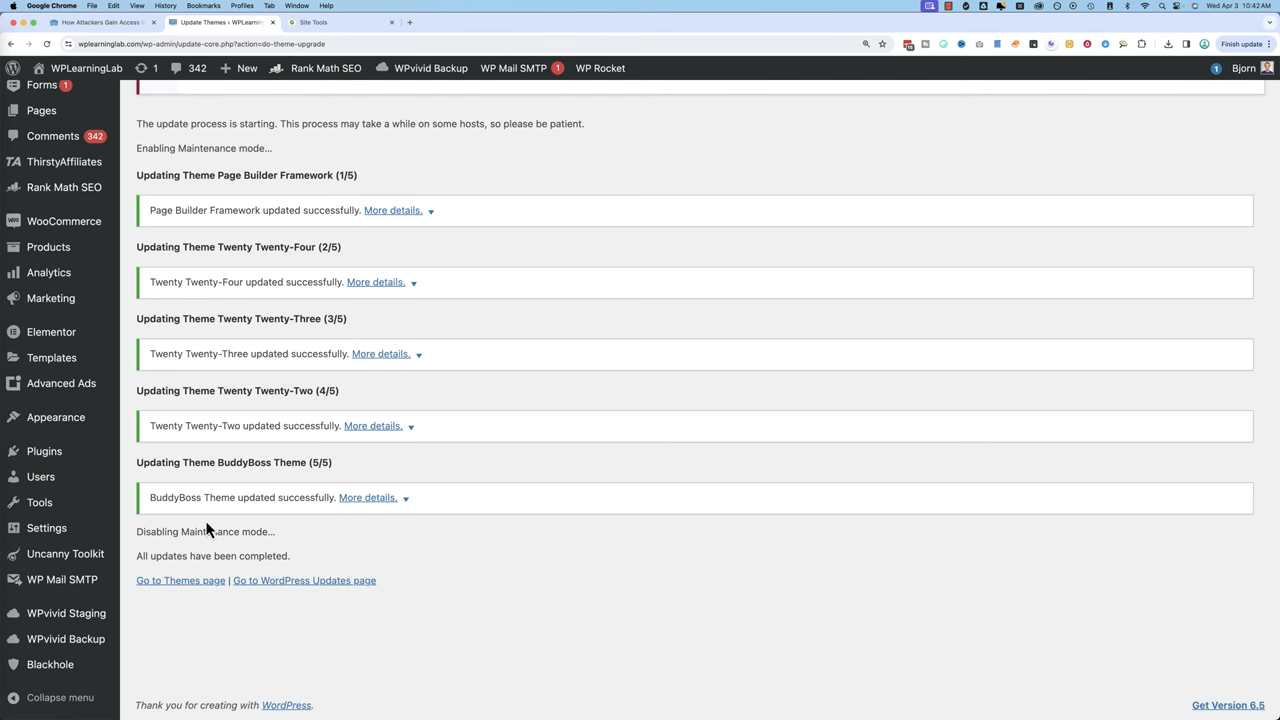 Google Chrome File Edit View History Bookmarks Profiles Tab Window Help Wed Apr 3 10:42 AM
How Attackers Gain Access t Update Themes ‹ WPLearning Site Tools
wplearninglab.com/wp-admin/update-core.php?action=do-theme-upgrade Finish update
WPLearningLab 1 342 New Rank Math SEO WPvivid Backup WP Mail SMTP 1 WP Rocket 1 Bjorn
Forms 1
Pages
Comments 342
ThirstyAffiliates
Rank Math SEO
WooCommerce
Products
Analytics
Marketing
Elementor
Templates
Advanced Ads
Appearance
Plugins
Users
Tools
Settings
Uncanny Toolkit
WP Mail SMTP
WPvivid Staging
WPvivid Backup
Blackhole
Collapse menu
The update process is starting. This process may take a while on some hosts, so please be patient.
Enabling Maintenance mode…
Updating Theme Page Builder Framework (1/5)
Page Builder Framework updated successfully. More details.
Updating Theme Twenty Twenty-Four (2/5)
Twenty Twenty-Four updated successfully. More details.
Updating Theme Twenty Twenty-Three (3/5)
Twenty Twenty-Three updated successfully. More details.
Updating Theme Twenty Twenty-Two (4/5)
Twenty Twenty-Two updated successfully. More details.
Updating Theme BuddyBoss Theme (5/5)
BuddyBoss Theme updated successfully. More details.
Disabling Maintenance mode…
All updates have been completed.
Go to Themes page | Go to WordPress Updates page
Thank you for creating with WordPress. Get Version 6.5